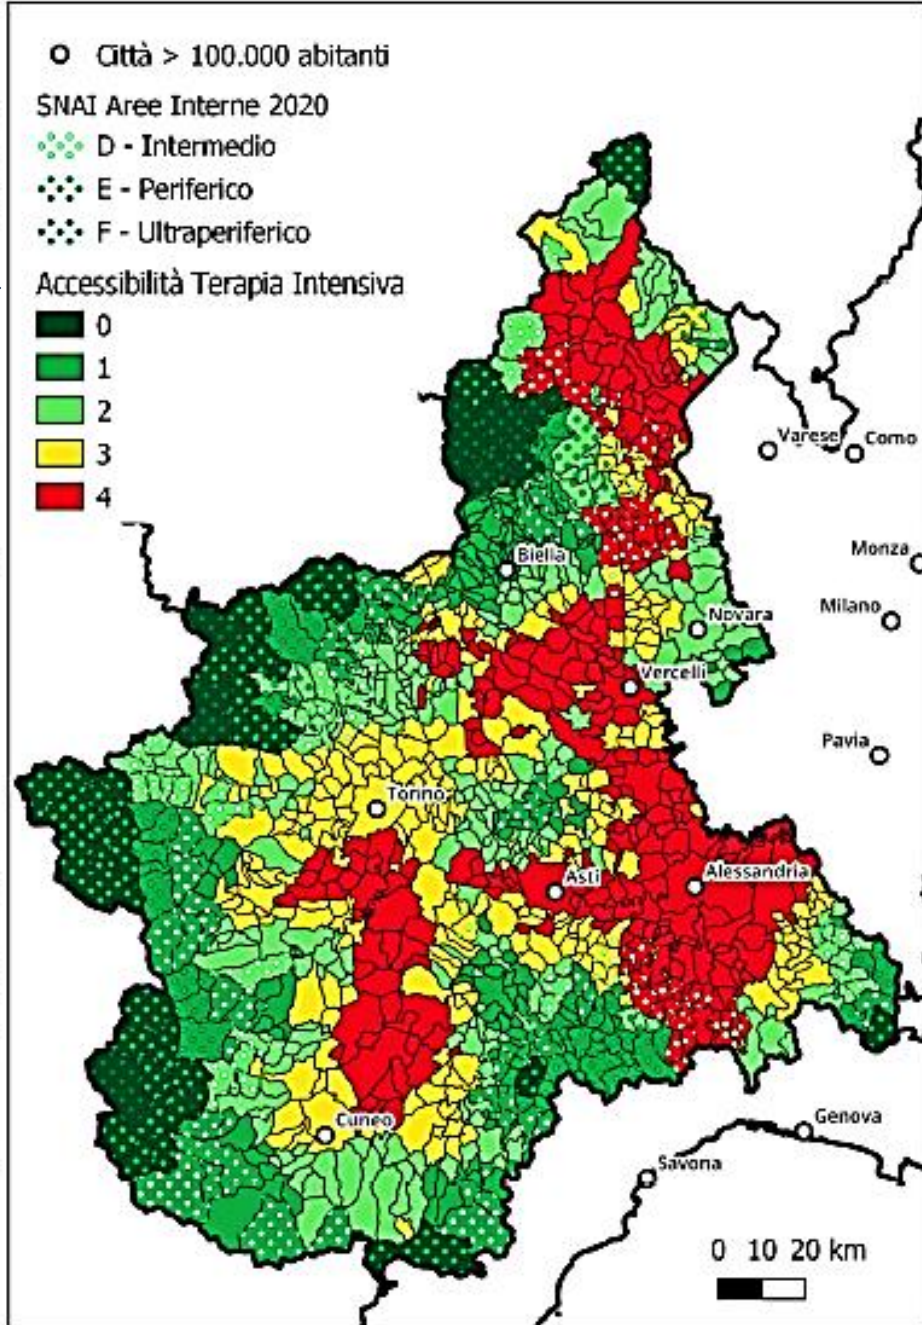 Città > 100.000 abitanti
SNAI Aree Interne 2020
D - Intermedio
E - Periferico
F - Ultraperiferico
Accessibilità Terapia Intensiva
0
1
2
3
4
Varese
Como
Monza
Biella
Milano
Novara
Vercelli
Pavia
Torino
Asti
Alessandria
Cuneo
Genova
Savona
0 10 20 km